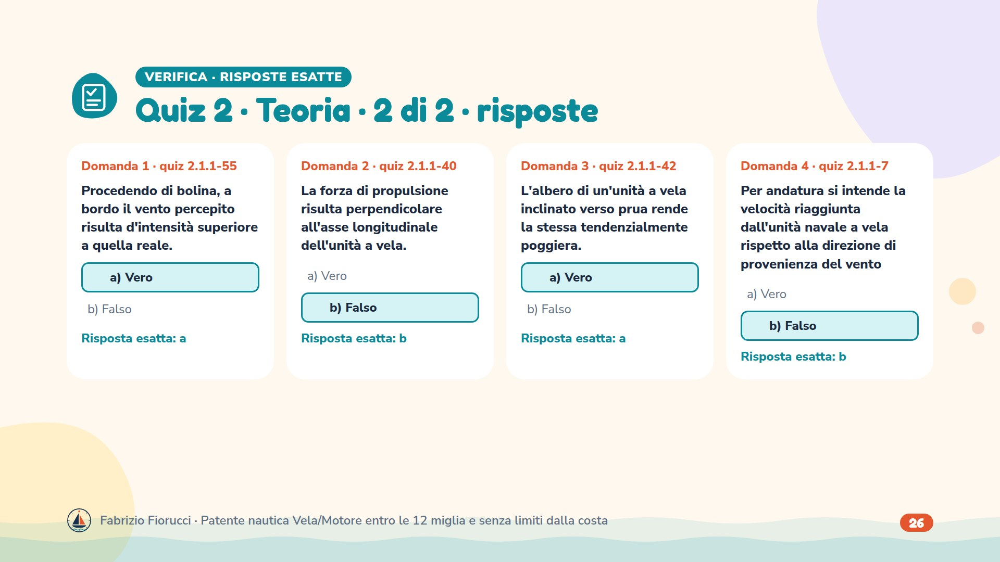 VERIFICA · RISPOSTE ESATTE
Quiz 2 · Teoria · 2 di 2 · risposte
Domanda 1 · quiz 2.1.1-55
Procedendo di bolina, a
bordo il vento percepito
risulta d'intensità superiore
a quella reale.
a) Vero
b) Falso
Risposta esatta: a
Domanda 2 · quiz 2.1.1-40
La forza di propulsione
risulta perpendicolare
all'asse longitudinale
dell'unità a vela.
a) Vero
b) Falso
Risposta esatta: b
Domanda 3 · quiz 2.1.1-42
L'albero di un'unità a vela
inclinato verso prua rende
la stessa tendenzialmente
poggiera.
a) Vero
b) Falso
Risposta esatta: a
Domanda 4 · quiz 2.1.1-7
Per andatura si intende la
velocità riaggiunta
dall'unità navale a vela
rispetto alla direzione di
provenienza del vento
a) Vero
b) Falso
Risposta esatta: b
Fabrizio Fiorucci · Patente nautica Vela/Motore entro le 12 miglia e senza limiti dalla costa
26